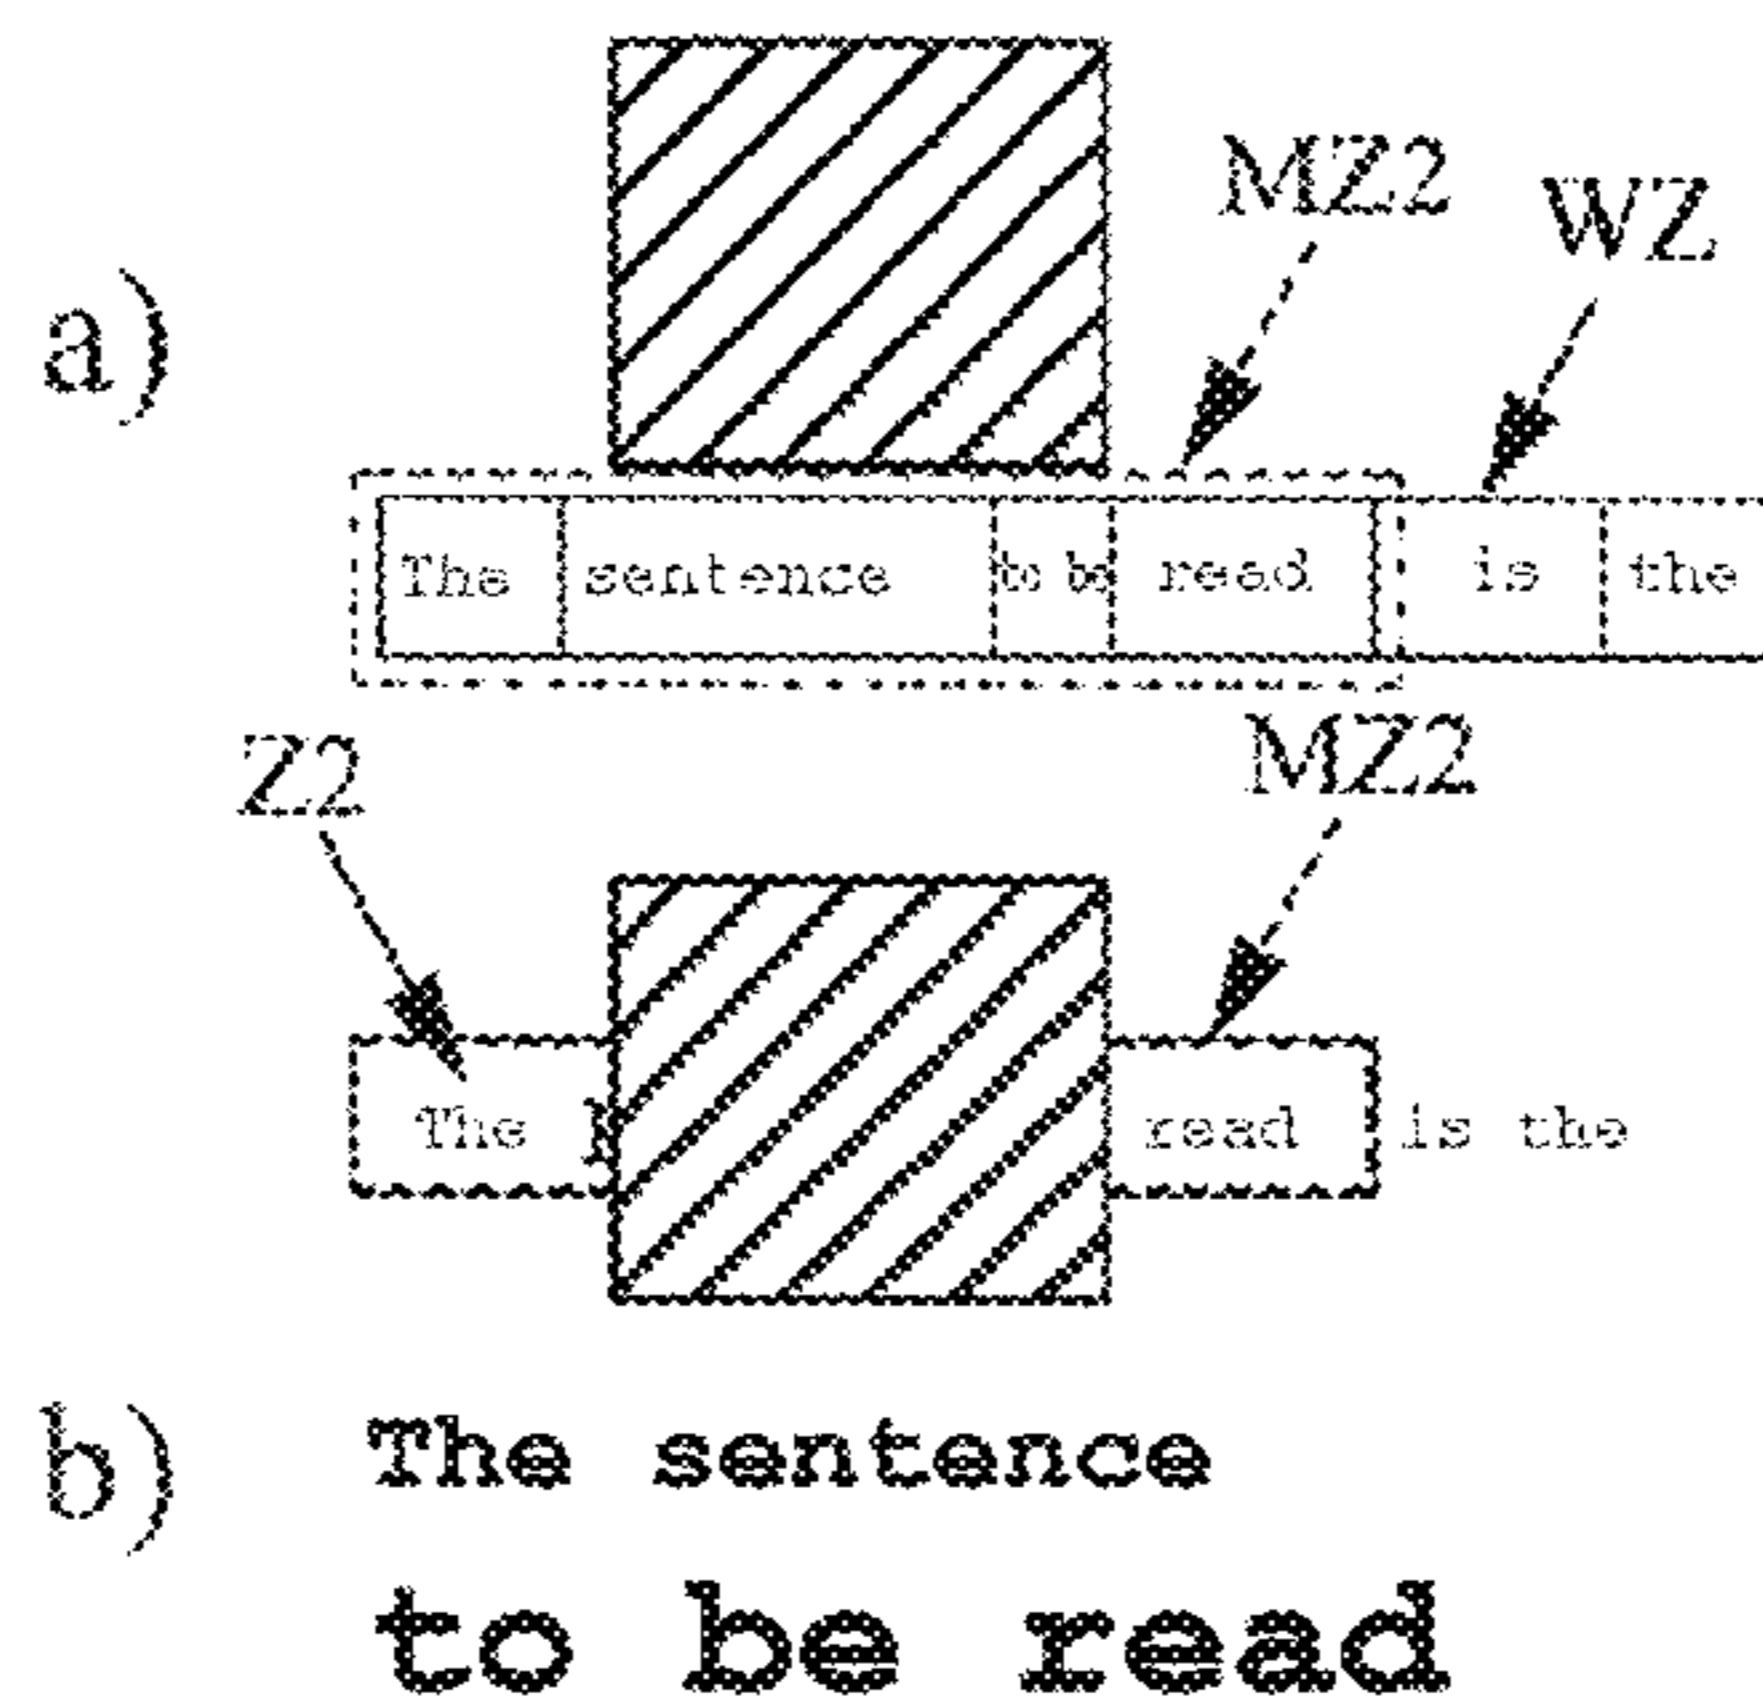 MZ2
WZ
a)
The sentence to be read is the
Z2
MZ2
The read is the
b) The sentence
to be read